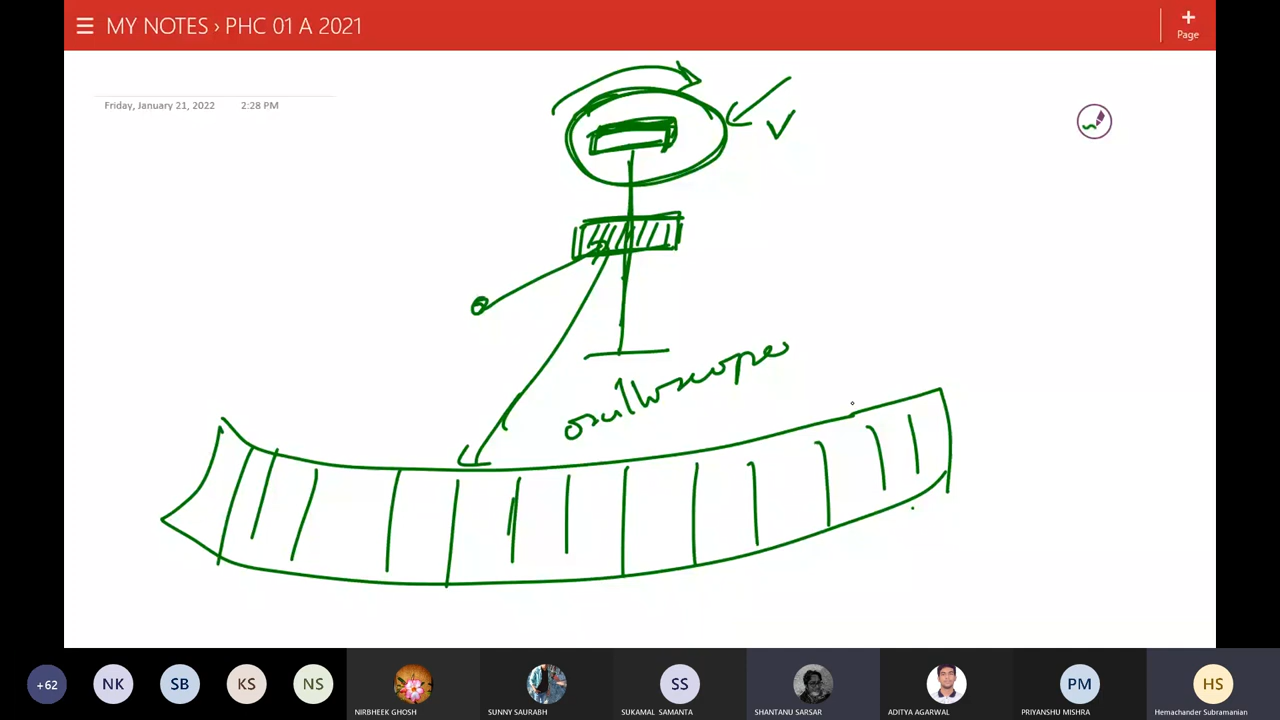 MY NOTES › PHC 01 A 2021
Page
Friday, January 21, 2022 2:28 PM
V
oscilloscope
+62
NK
SB
KS
NS
SS
PM
HS
NIRBHEEK GHOSH
SUNNY SAURABH
SUKAMAL SAMANTA
SHANTANU SARSAR
ADITYA AGARWAL
PRIYANSHU MISHRA
Hemachander Subramanian